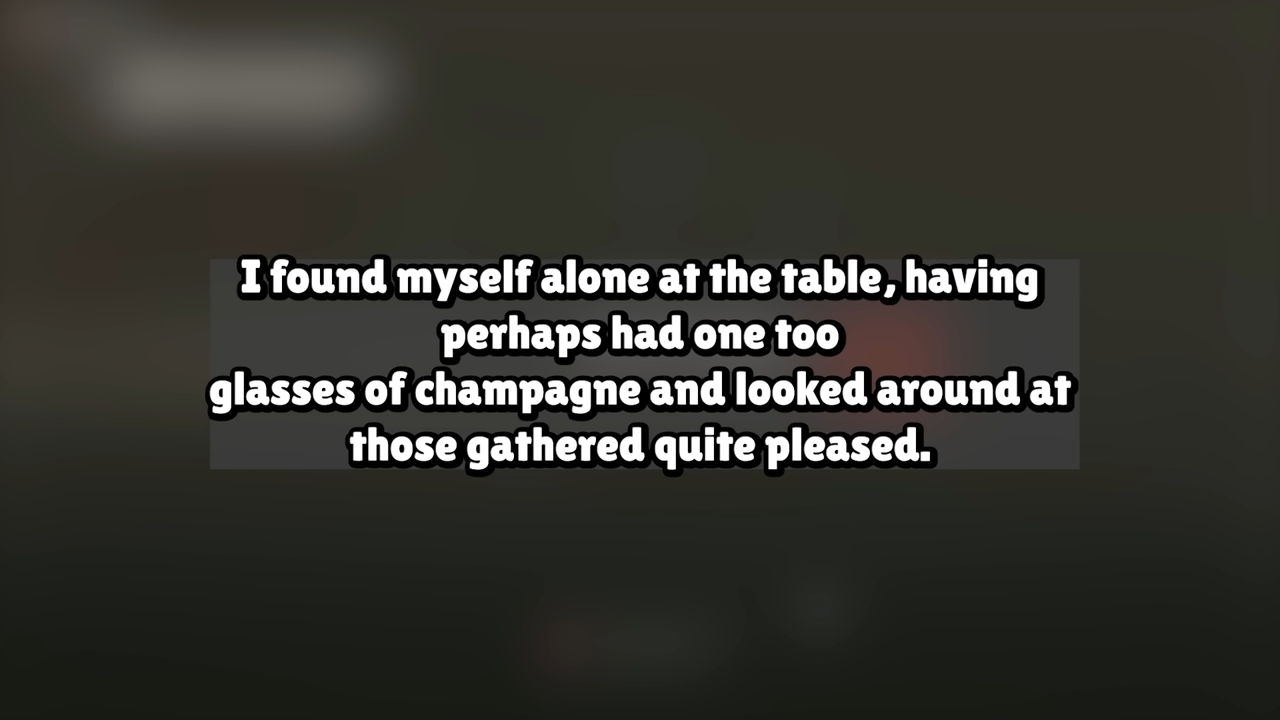 I found myself alone at the table, having
perhaps had one too
glasses of champagne and looked around at
those gathered quite pleased.